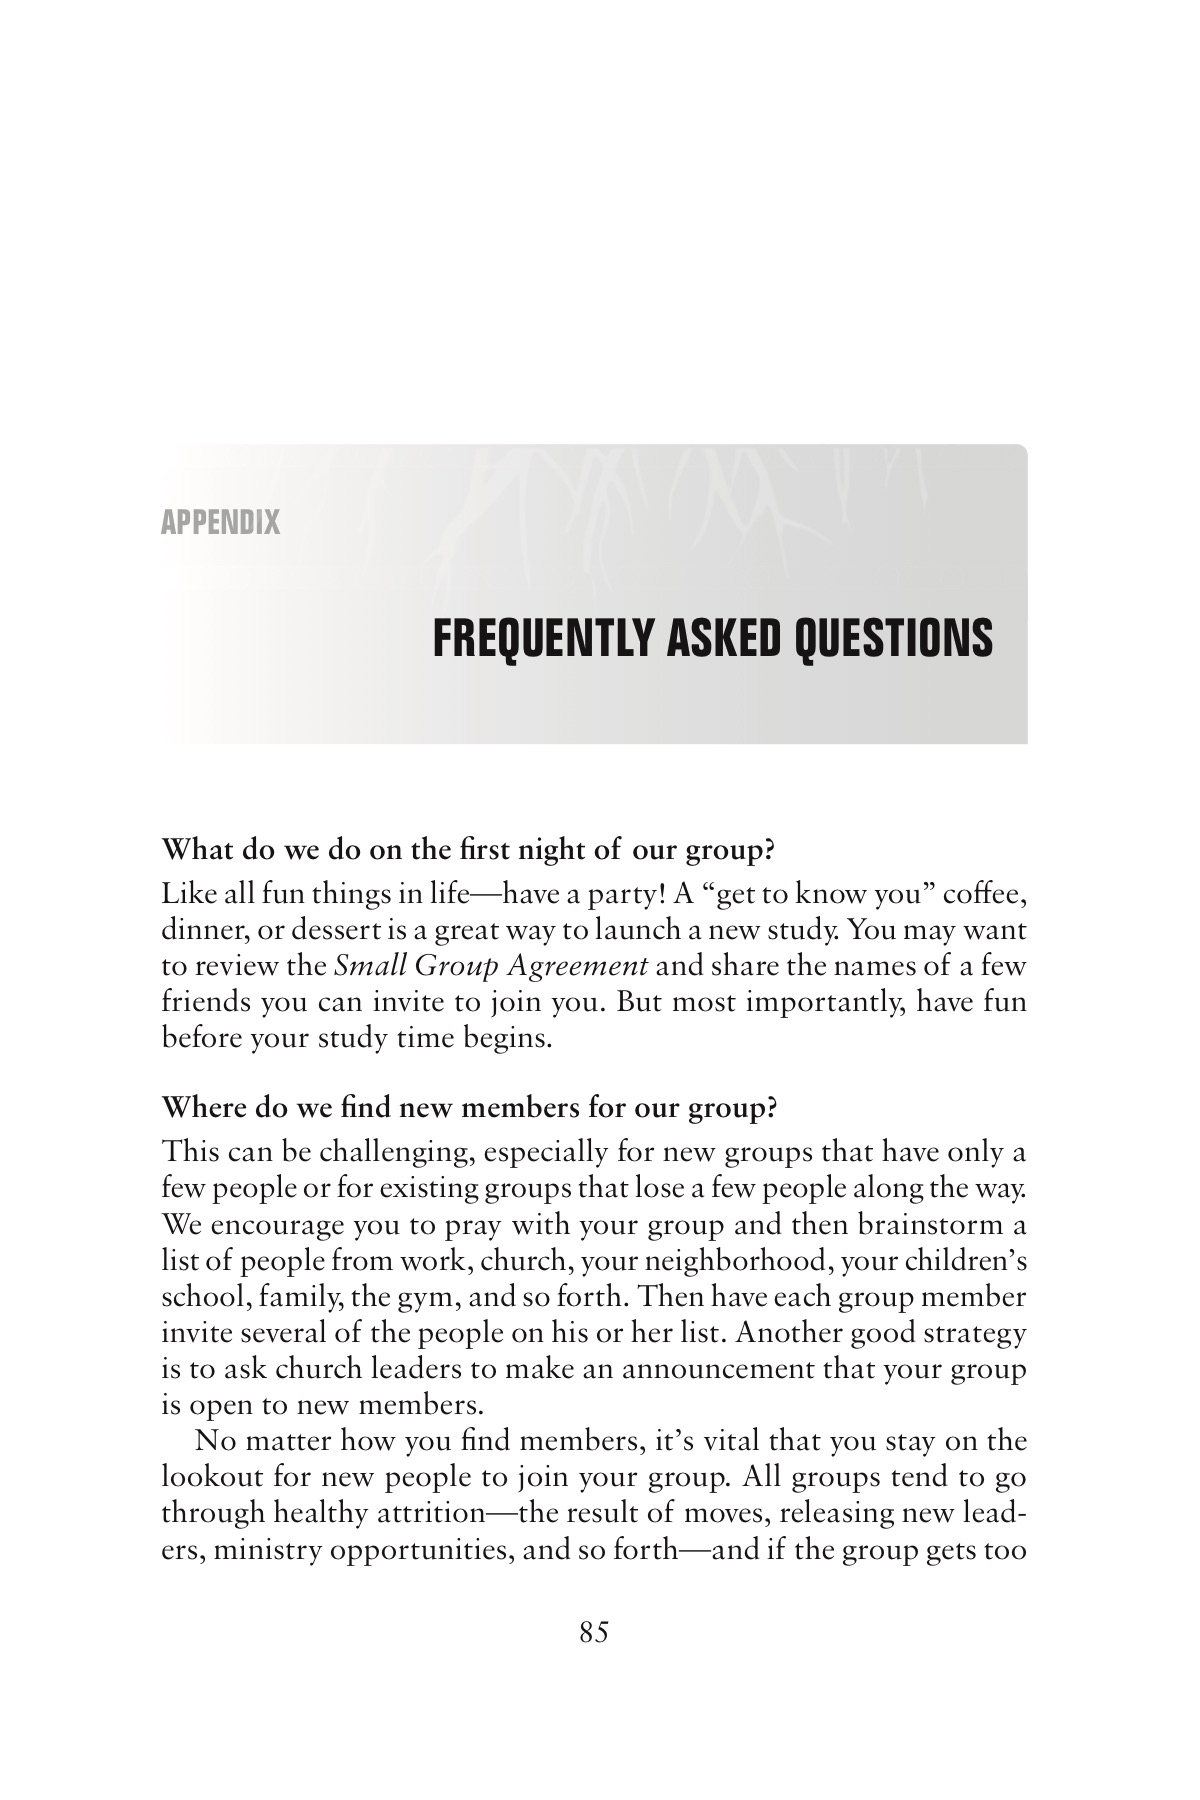 APPENDIX
FREQUENTLY ASKED QUESTIONS
What do we do on the first night of our group?
Like all fun things in life—have a party! A “get to know you” coffee,
dinner, or dessert is a great way to launch a new study. You may want
to review the Small Group Agreement and share the names of a few
friends you can invite to join you. But most importantly, have fun
before your study time begins.
Where do we find new members for our group?
This can be challenging, especially for new groups that have only a
few people or for existing groups that lose a few people along the way.
We encourage you to pray with your group and then brainstorm a
list of people from work, church, your neighborhood, your children’s
school, family, the gym, and so forth. Then have each group member
invite several of the people on his or her list. Another good strategy
is to ask church leaders to make an announcement that your group
is open to new members.
No matter how you find members, it’s vital that you stay on the
lookout for new people to join your group. All groups tend to go
through healthy attrition—the result of moves, releasing new lead-
ers, ministry opportunities, and so forth—and if the group gets too
85